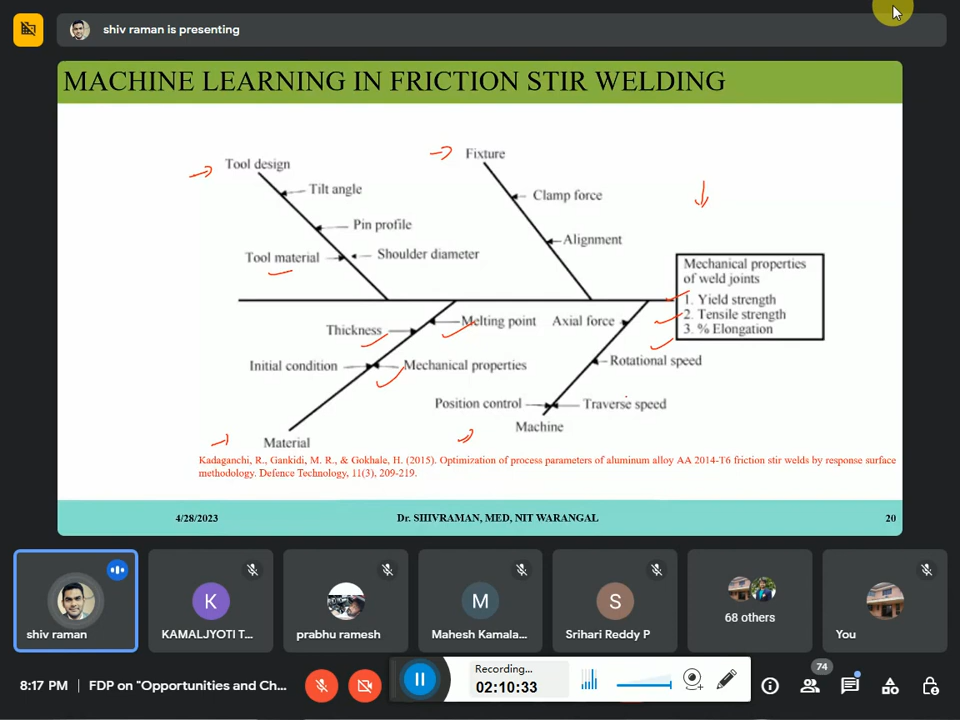 shiv raman is presenting
MACHINE LEARNING IN FRICTION STIR WELDING
Tool design
Fixture
Tilt angle
Clamp force
Pin profile
Alignment
Tool material
Shoulder diameter
Mechanical properties
of weld joints
1. Yield strength
2. Tensile strength
3. % Elongation
Thickness
Melting point
Axial force
Initial condition
Mechanical properties
Rotational speed
Position control
Traverse speed
Material
Machine
Kadaganchi, R., Gankidi, M. R., & Gokhale, H. (2015). Optimization of process parameters of aluminum alloy AA 2014-T6 friction stir welds by response surface
methodology. Defence Technology, 11(3), 209-219.
4/28/2023
Dr. SHIVRAMAN, MED, NIT WARANGAL
20
K
M
S
68 others
shiv raman
KAMALJYOTI T...
prabhu ramesh
Mahesh Kamala...
Srihari Reddy P
You
8:17 PM
FDP on "Opportunities and Ch...
Recording...
02:10:33
74